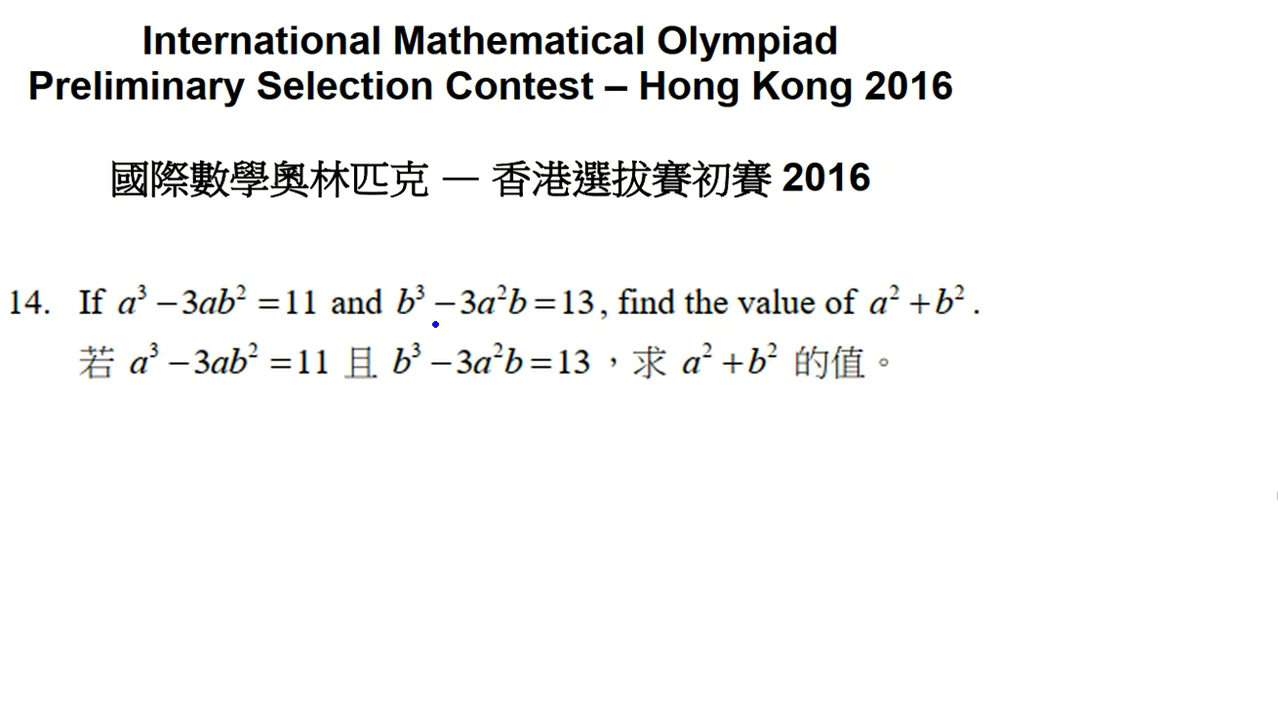 International Mathematical Olympiad
Preliminary Selection Contest – Hong Kong 2016
國際數學奧林匹克 — 香港選拔賽初賽 2016
14. If a³ – 3ab² = 11 and b³ – 3a²b = 13, find the value of a² + b².
若 a³ – 3ab² = 11 且 b³ – 3a²b = 13，求 a² + b² 的值。